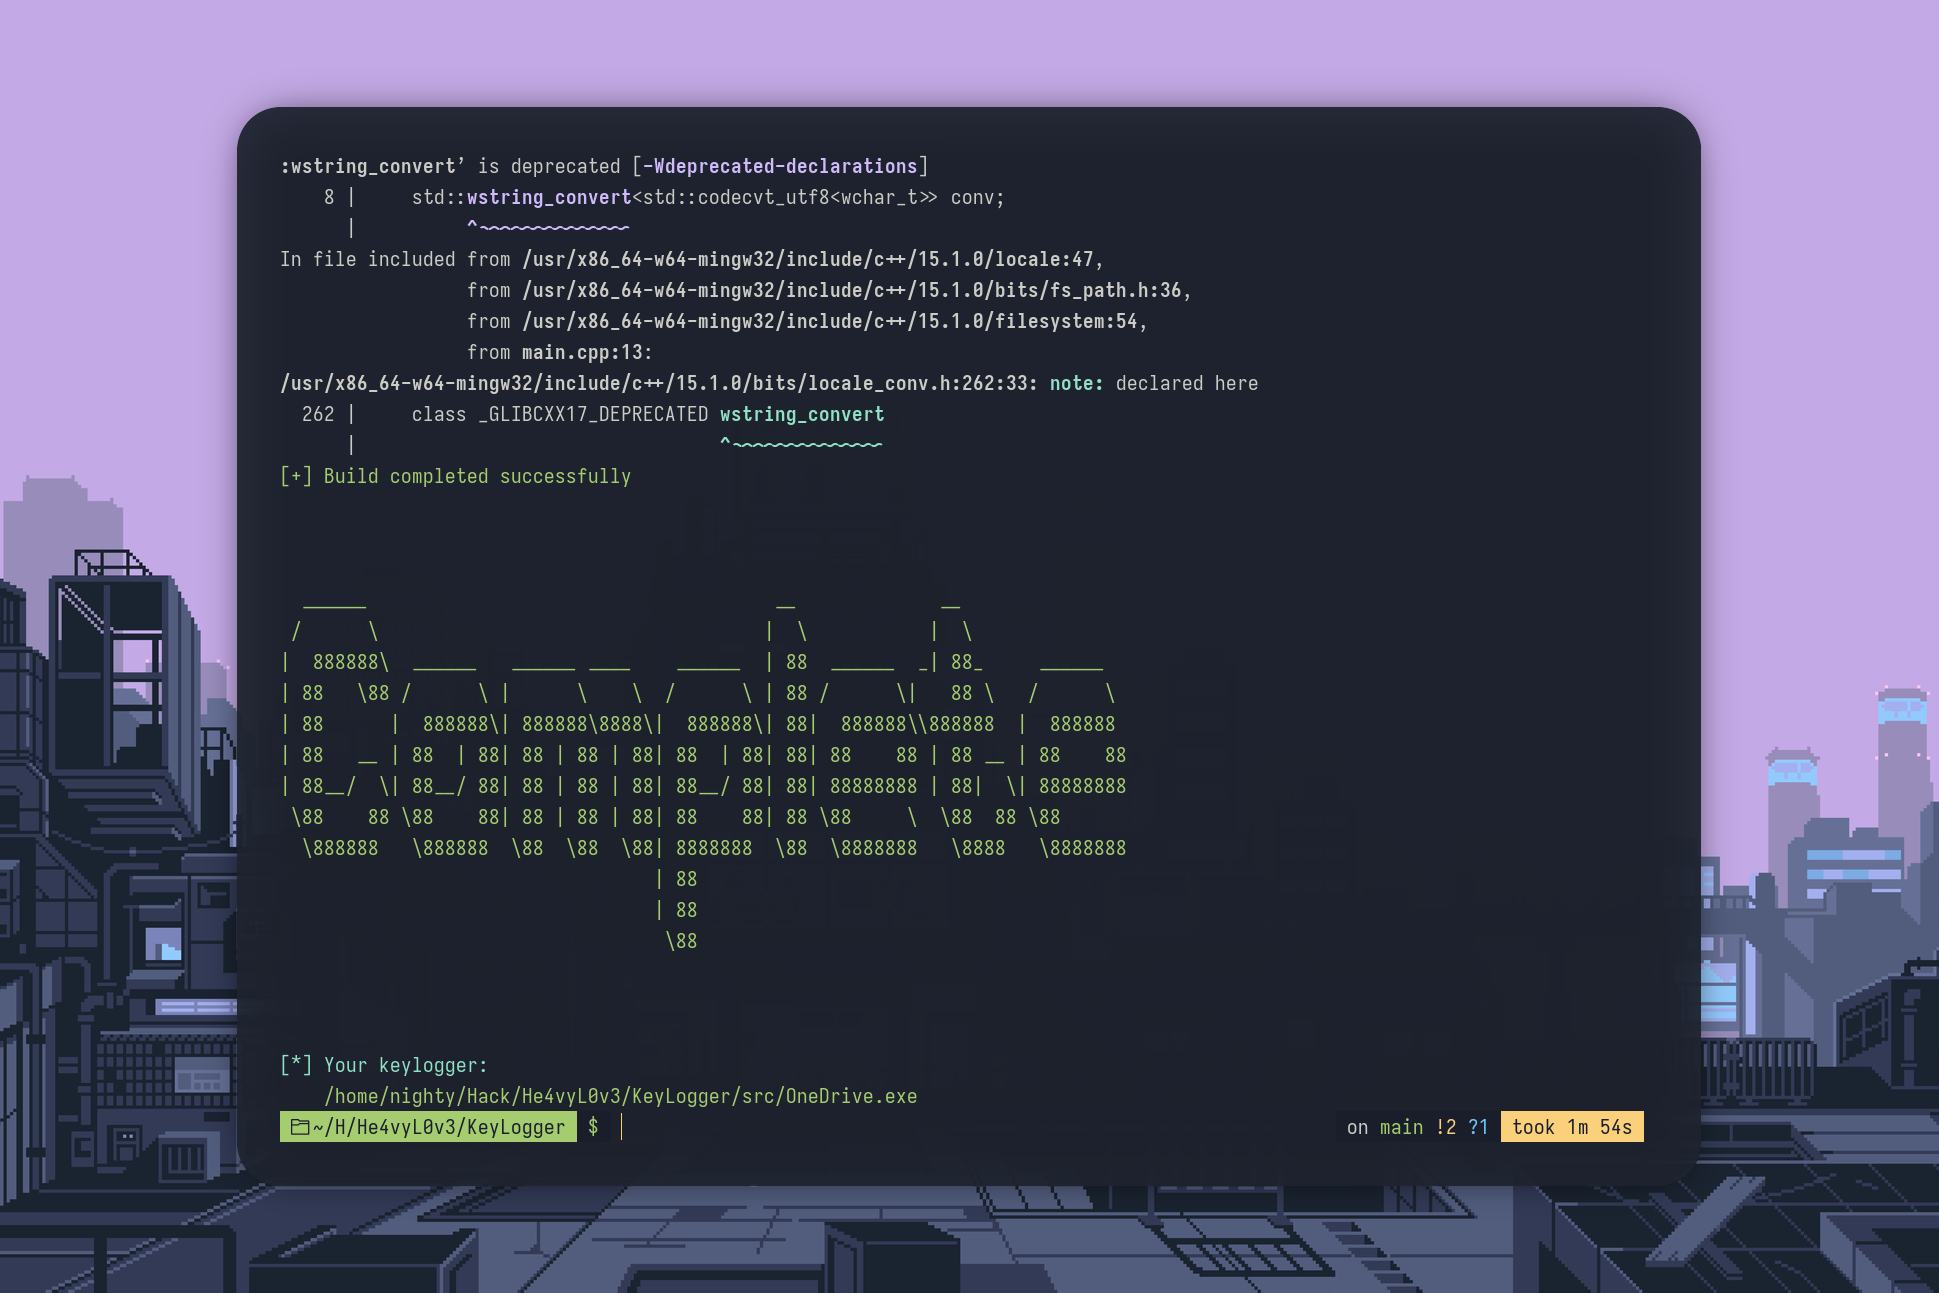 :wstring_convert’ is deprecated [-Wdeprecated-declarations]
    8 |     std::wstring_convert<std::codecvt_utf8<wchar_t>> conv;
      |          ^~~~~~~~~~~~~~~
In file included from /usr/x86_64-w64-mingw32/include/c++/15.1.0/locale:47,
                 from /usr/x86_64-w64-mingw32/include/c++/15.1.0/bits/fs_path.h:36,
                 from /usr/x86_64-w64-mingw32/include/c++/15.1.0/filesystem:54,
                 from main.cpp:13:
/usr/x86_64-w64-mingw32/include/c++/15.1.0/bits/locale_conv.h:262:33: note: declared here
  262 |     class _GLIBCXX17_DEPRECATED wstring_convert
      |                                 ^~~~~~~~~~~~~~~
[+] Build completed successfully
  ______                                     __             __
 /      \                                   |  \           |  \
|  888888\  ______   ______ ____    ______  | 88  ______  _| 88_     ______
| 88   \88 /      \ |      \    \  /      \ | 88 /      \|   88 \   /      \
| 88      |  888888\| 888888\8888\|  888888\| 88|  888888\\888888  |  888888
| 88   __ | 88  | 88| 88 | 88 | 88| 88  | 88| 88| 88    88 | 88 __ | 88    88
| 88__/  \| 88__/ 88| 88 | 88 | 88| 88__/ 88| 88| 88888888 | 88|  \| 88888888
 \88    88 \88    88| 88 | 88 | 88| 88    88| 88 \88     \  \88  88 \88
  \888888   \888888  \88  \88  \88| 8888888  \88  \8888888   \8888   \8888888
                                  | 88
                                  | 88
                                   \88
[*] Your keylogger:
    /home/nighty/Hack/He4vyL0v3/KeyLogger/src/OneDrive.exe
~/H/He4vyL0v3/KeyLogger $ on main !2 ?1 took 1m 54s